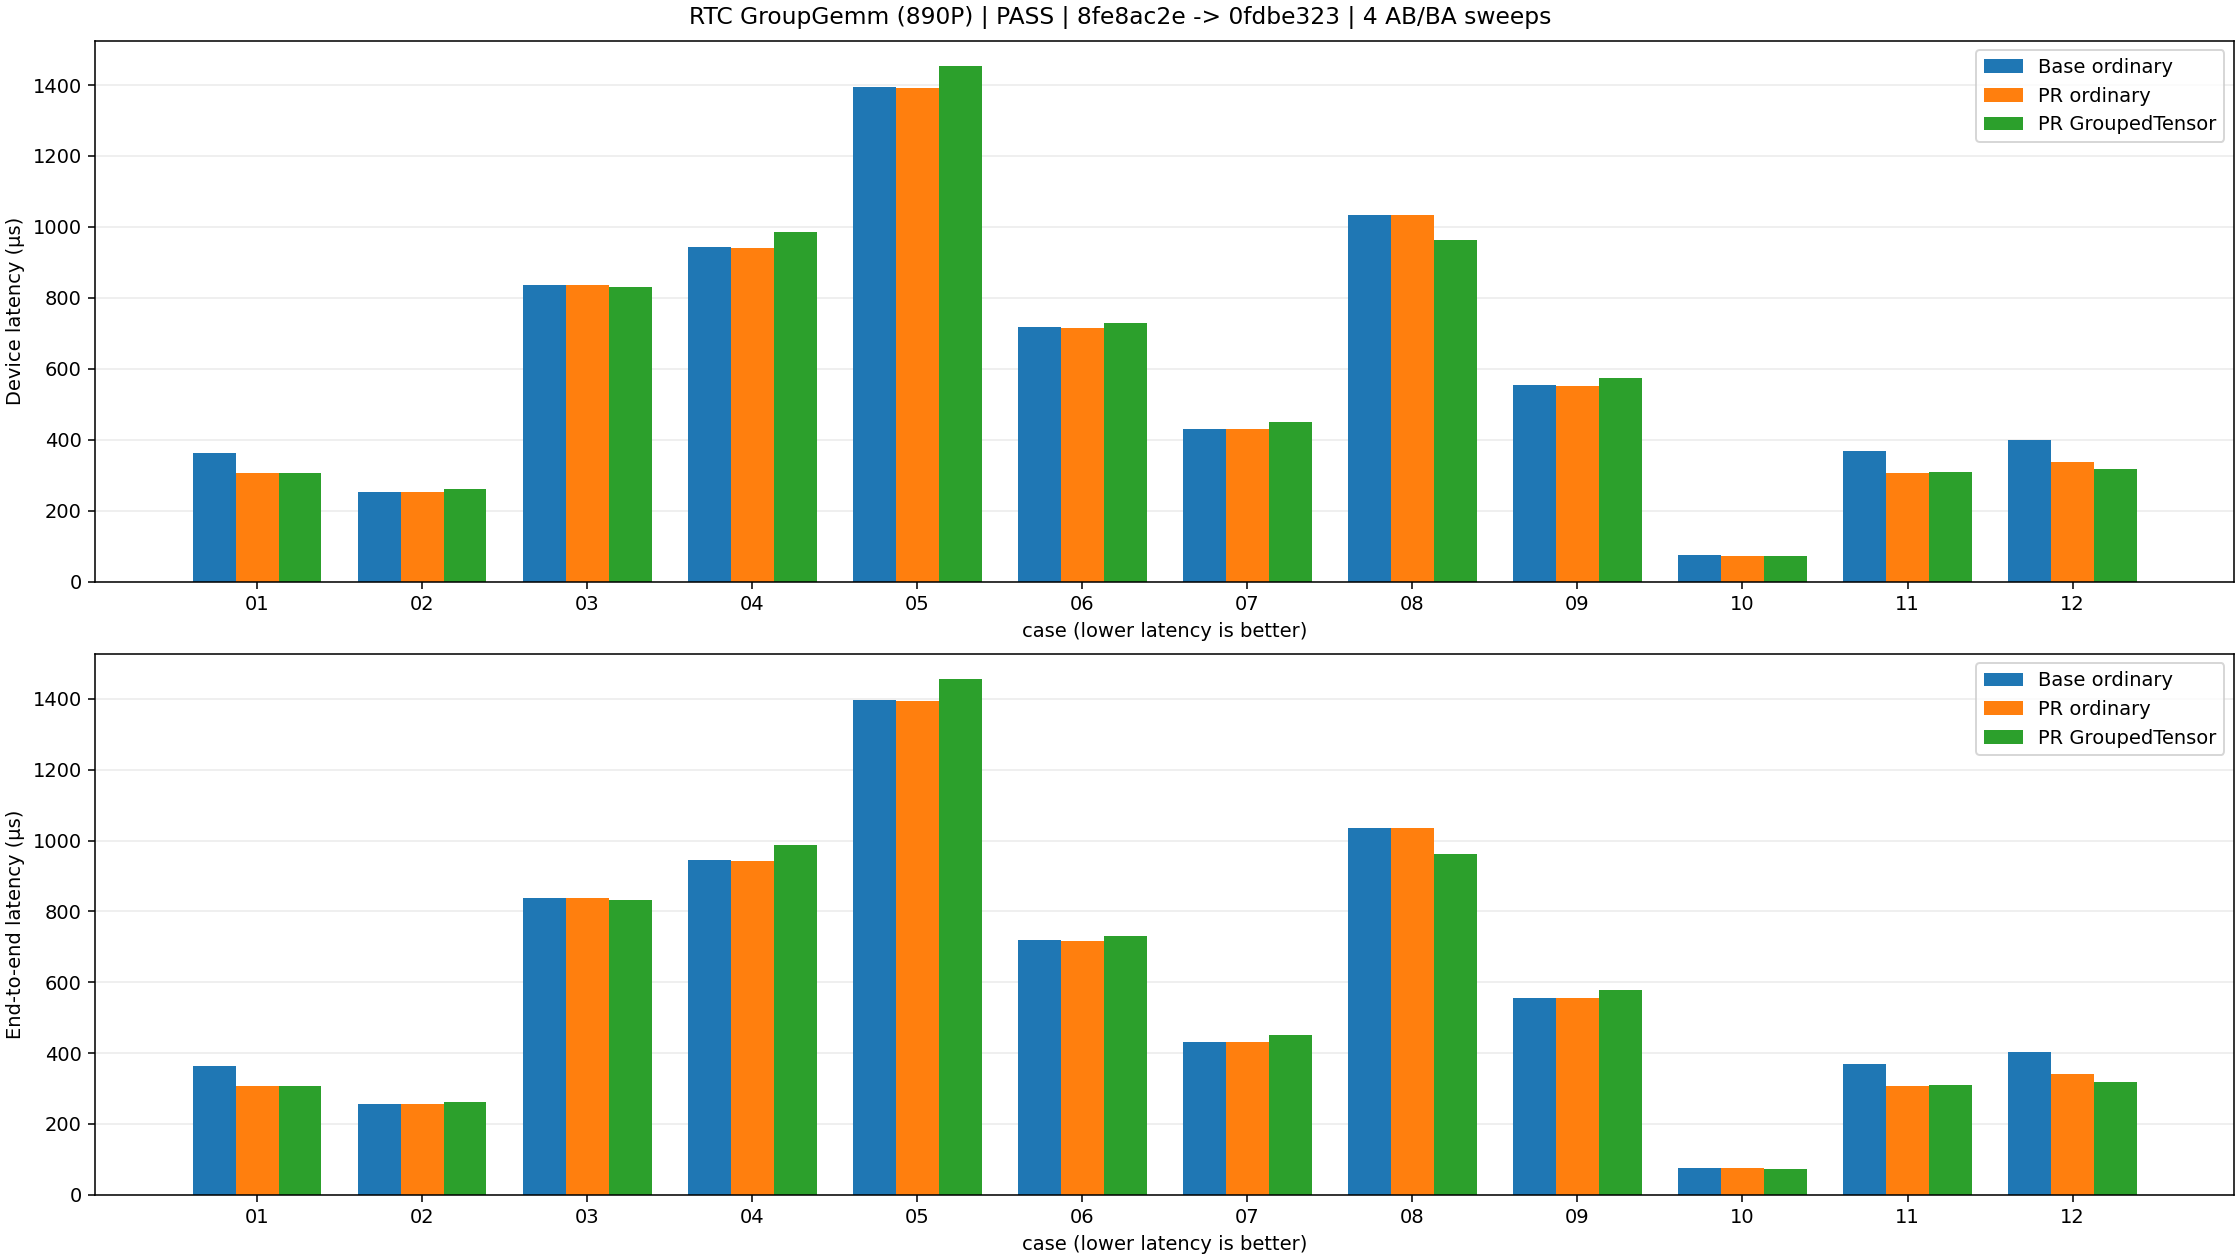 RTC GroupGemm (890P) | PASS | 8fe8ac2e -> 0fdbe323 | 4 AB/BA sweeps
Device latency (µs)
1400
1200
1000
800
600
400
200
0
Base ordinary
PR ordinary
PR GroupedTensor
01 02 03 04 05 06 07 08 09 10 11 12
case (lower latency is better)
End-to-end latency (µs)
1400
1200
1000
800
600
400
200
0
Base ordinary
PR ordinary
PR GroupedTensor
01 02 03 04 05 06 07 08 09 10 11 12
case (lower latency is better)